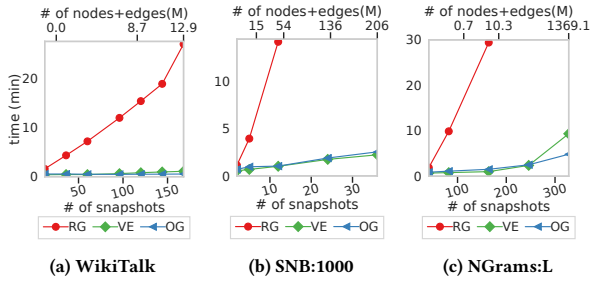 # of nodes+edges(M)
0.0 8.7 12.9
time (min)
20
10
0
50 100 150
# of snapshots
RG VE OG
(a) WikiTalk
# of nodes+edges(M)
15 54 136 206
10
5
0
10 20 30
# of snapshots
RG VE OG
(b) SNB:1000
# of nodes+edges(M)
0.7 10.3 1369.1
30
20
10
0
100 200 300
# of snapshots
RG VE OG
(c) NGrams:L